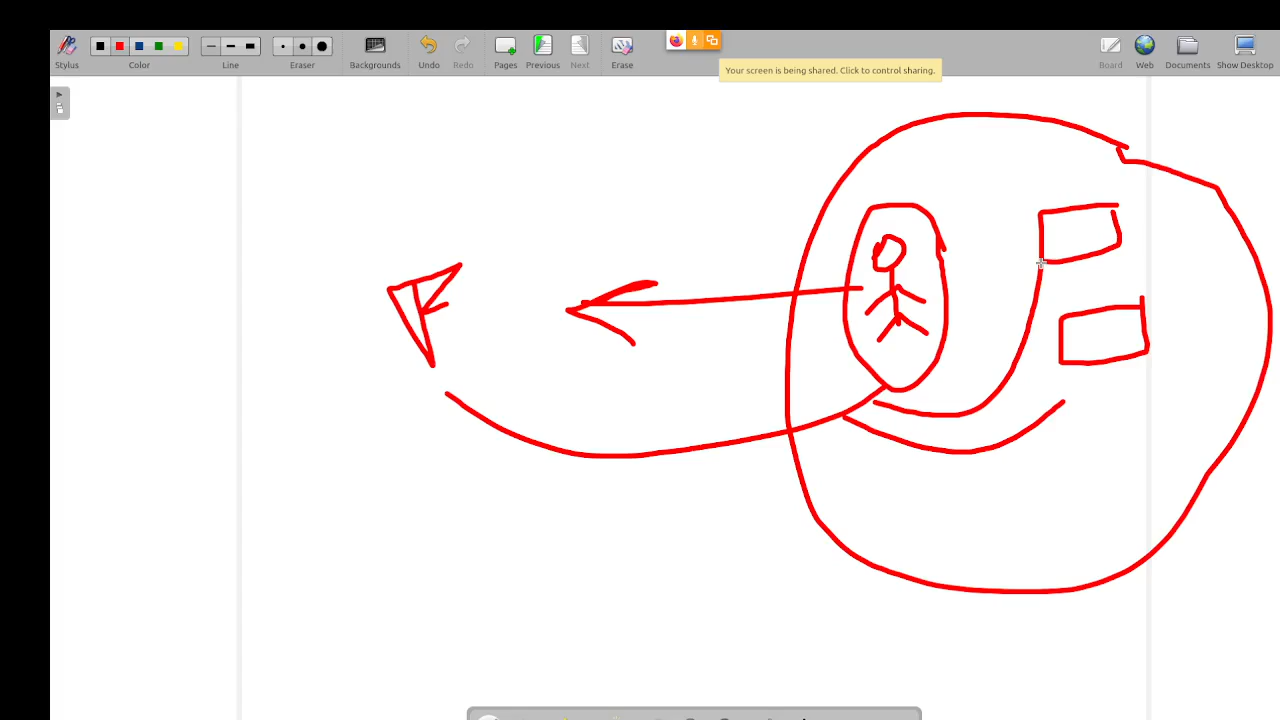 Stylus Color Line Eraser Backgrounds Undo Redo Pages Previous Next Erase Board Web Documents Show Desktop
Your screen is being shared. Click to control sharing.